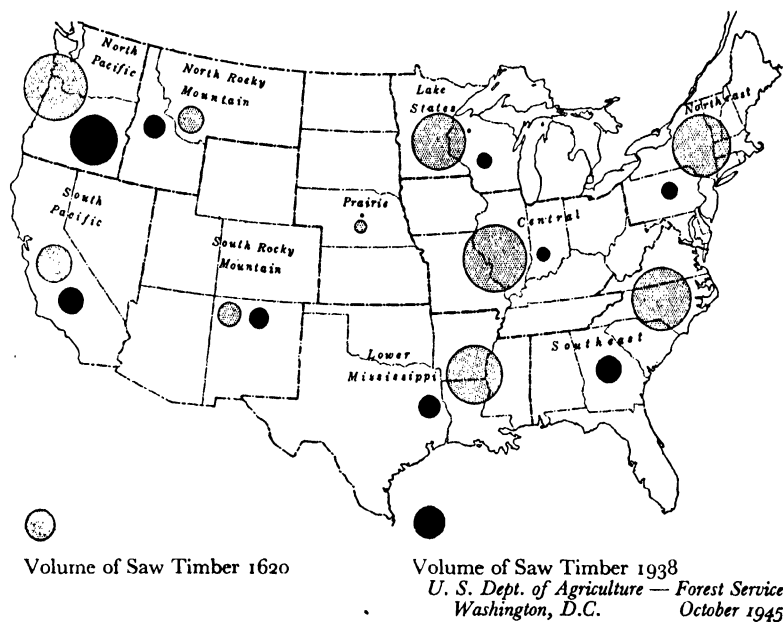 North
Pacific
North Rocky
Mountain
Lake
States
Northeast
South
Pacific
Prairie
Central
South Rocky
Mountain
Lower
Mississippi
Southeast
Volume of Saw Timber 1620
Volume of Saw Timber 1938
U. S. Dept. of Agriculture — Forest Service
Washington, D.C. October 1945